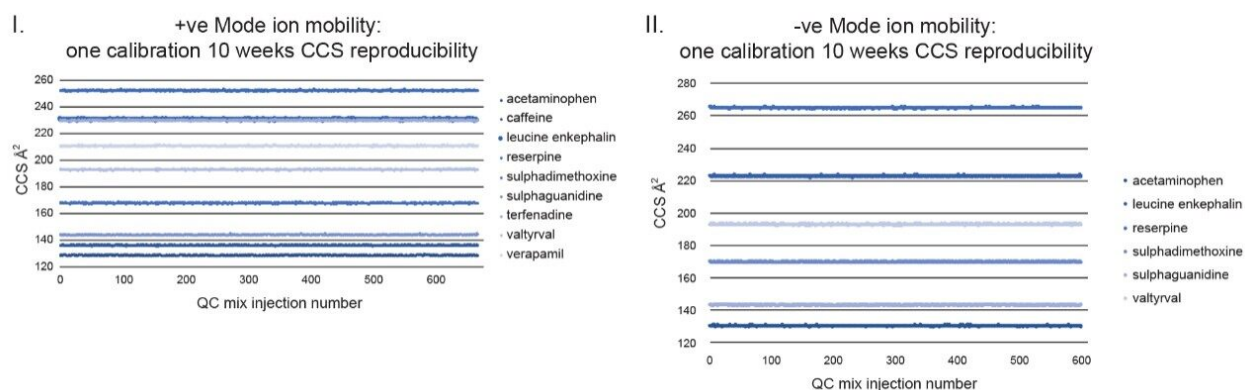 I.
+ve Mode ion mobility:
one calibration 10 weeks CCS reproducibility
CCS Å²
260
240
220
200
180
160
140
120
0 100 200 300 400 500 600
QC mix injection number
acetaminophen
caffeine
leucine enkephalin
reserpine
sulphadimethoxine
sulphaguanidine
terfenadine
valtyrval
verapamil
II.
-ve Mode ion mobility:
one calibration 10 weeks CCS reproducibility
CCS Å²
280
260
240
220
200
180
160
140
120
0 100 200 300 400 500 600
QC mix injection number
acetaminophen
leucine enkephalin
reserpine
sulphadimethoxine
sulphaguanidine
valtyrval